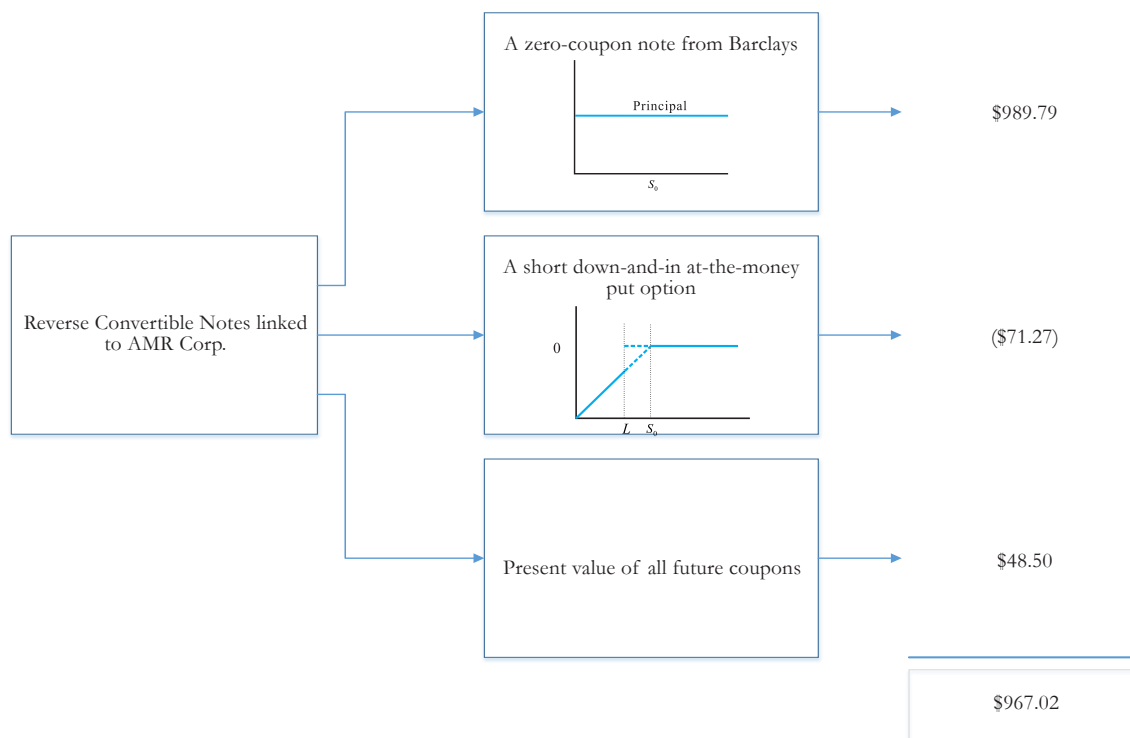 A zero-coupon note from Barclays
Principal
S₀
$989.79
Reverse Convertible Notes linked
to AMR Corp.
A short down-and-in at-the-money
put option
0
L S₀
($71.27)
Present value of all future coupons
$48.50
$967.02